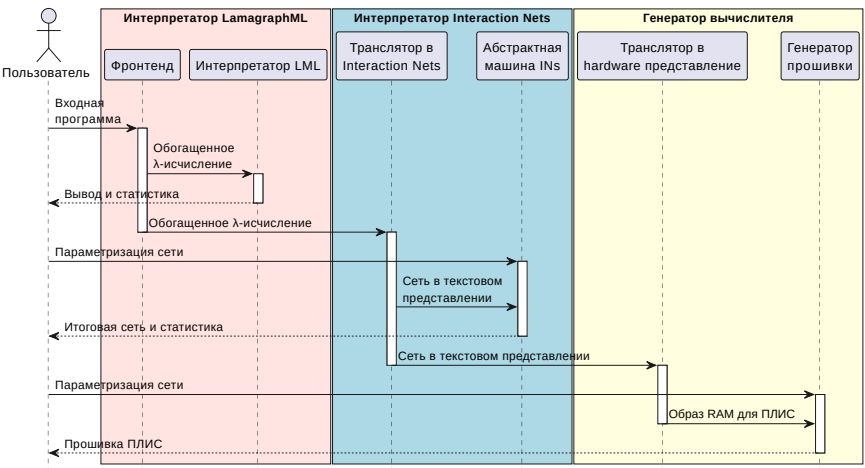 Интерпретатор LamagraphML
Интерпретатор Interaction Nets
Генератор вычислителя
Пользователь
Фронтенд
Интерпретатор LML
Транслятор в
Interaction Nets
Абстрактная
машина INs
Транслятор в
hardware представление
Генератор
прошивки
Входная
программа
Обогащенное
λ-исчисление
Вывод и статистика
Обогащенное λ-исчисление
Параметризация сети
Сеть в текстовом
представлении
Итоговая сеть и статистика
Сеть в текстовом представлении
Параметризация сети
Образ RAM для ПЛИС
Прошивка ПЛИС